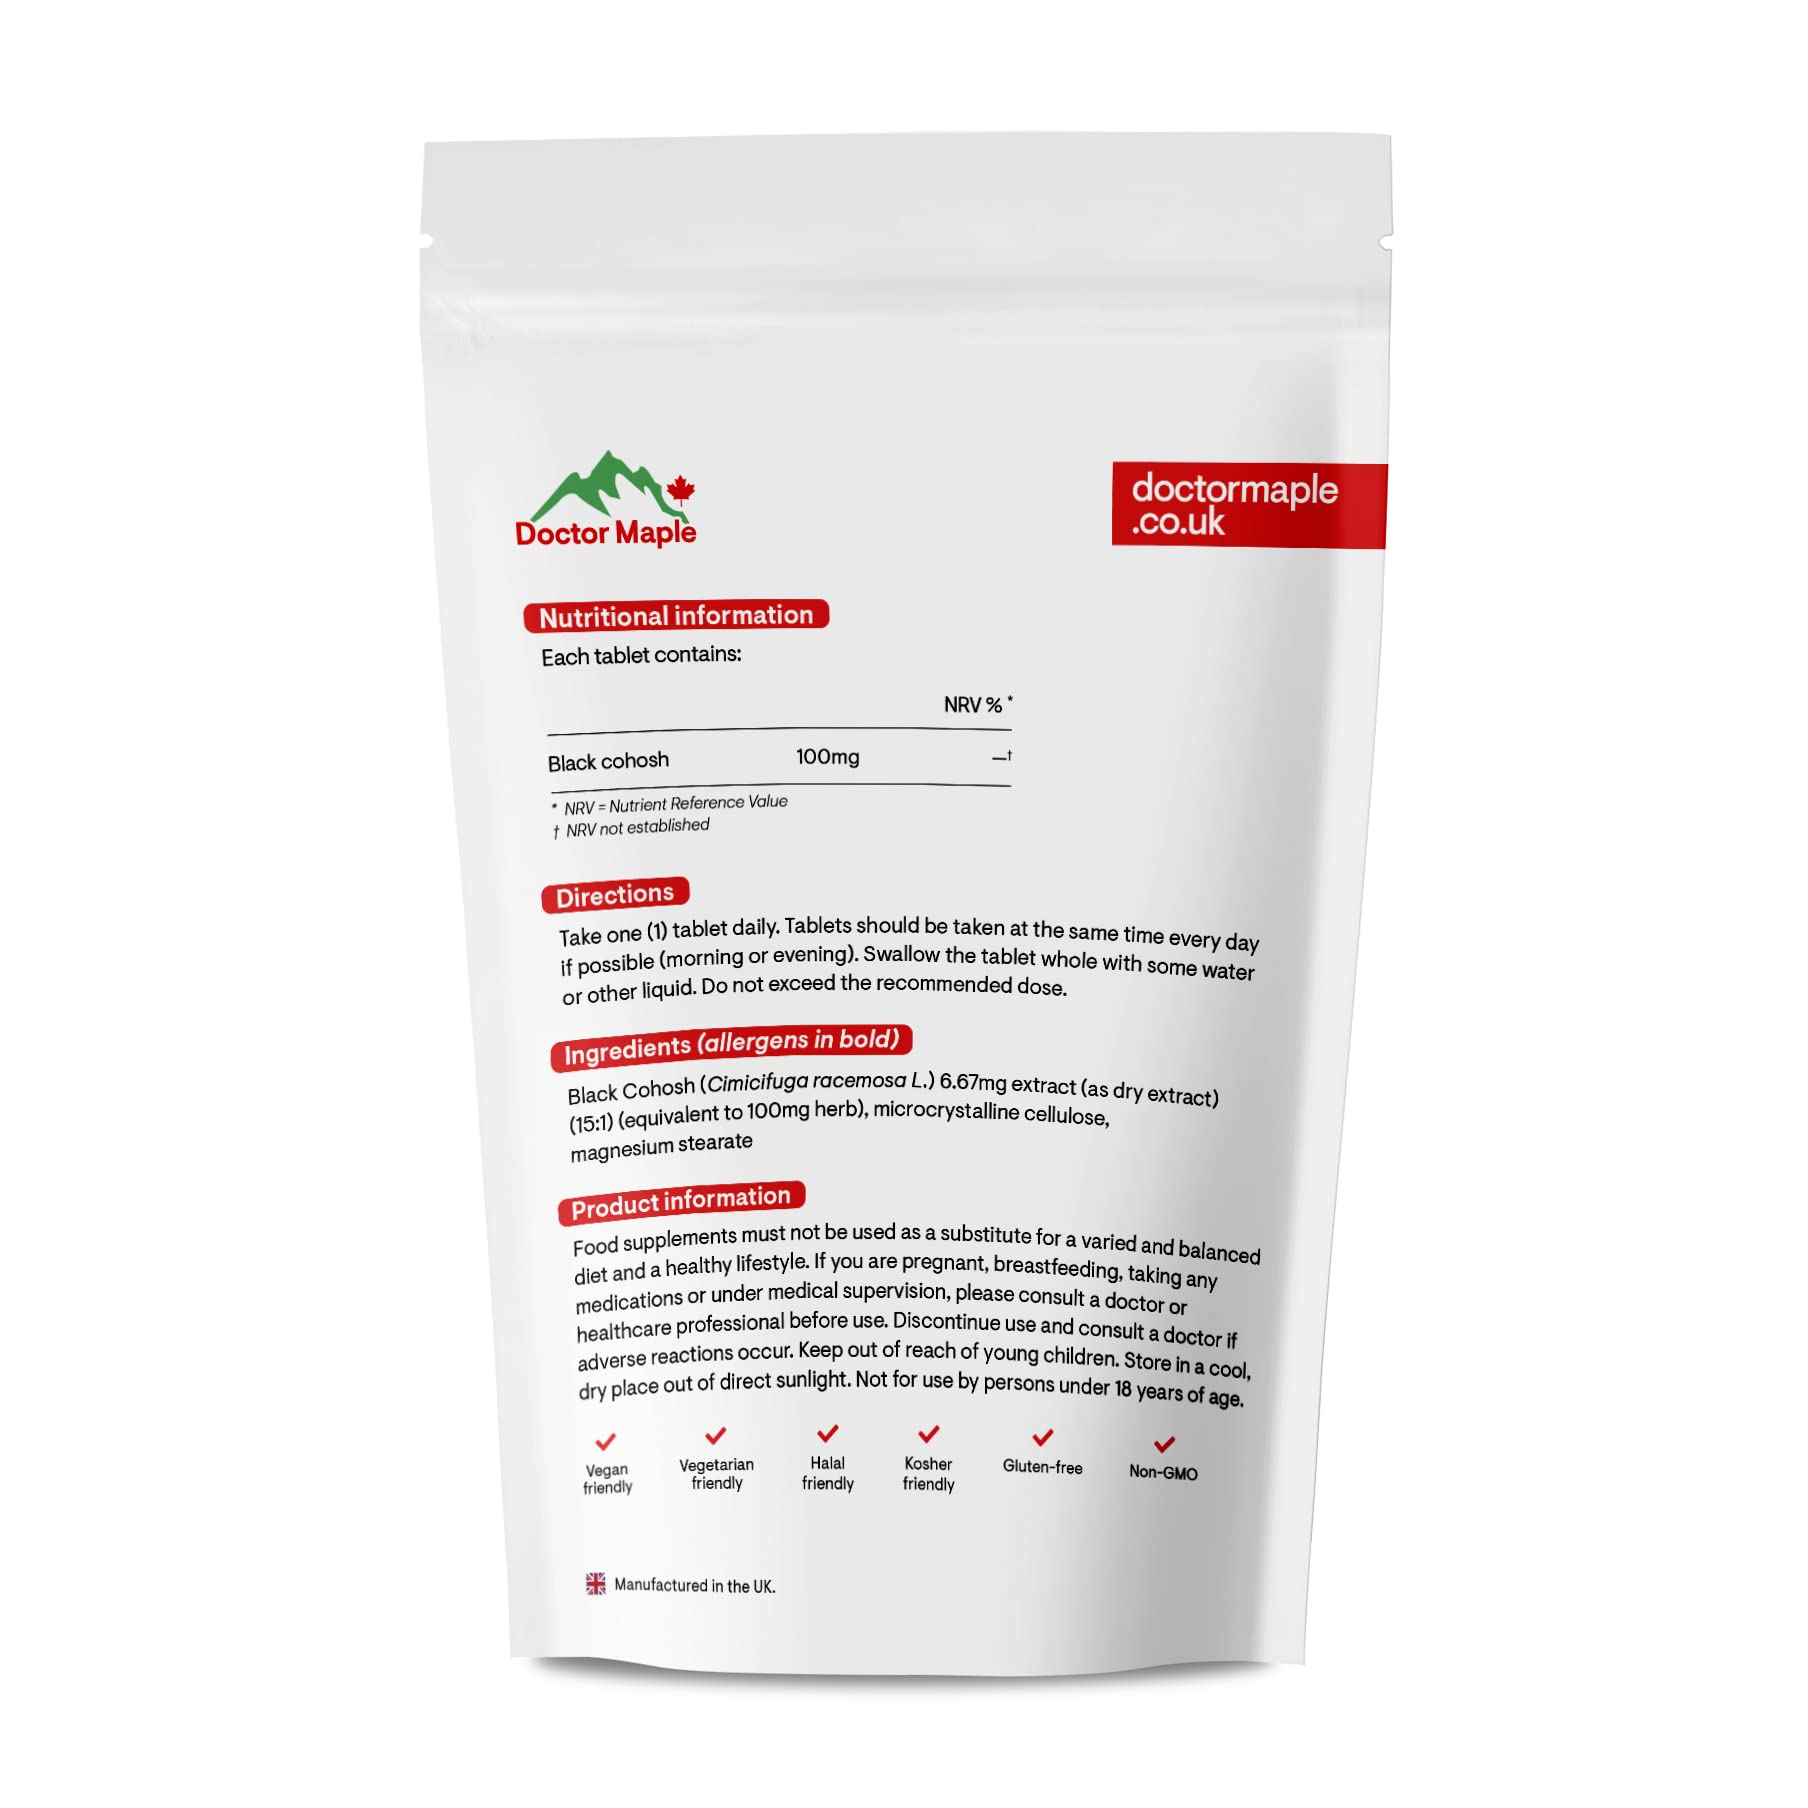 Doctor Maple
doctormaple
.co.uk
Nutritional information
Each tablet contains:
NRV % *
Black cohosh 100mg –†
* NRV = Nutrient Reference Value
† NRV not established
Directions
Take one (1) tablet daily. Tablets should be taken at the same time every day
if possible (morning or evening). Swallow the tablet whole with some water
or other liquid. Do not exceed the recommended dose.
Ingredients (allergens in bold)
Black Cohosh (Cimicifuga racemosa L.) 6.67mg extract (as dry extract)
(15:1) (equivalent to 100mg herb), microcrystalline cellulose,
magnesium stearate
Product information
Food supplements must not be used as a substitute for a varied and balanced
diet and a healthy lifestyle. If you are pregnant, breastfeeding, taking any
medications or under medical supervision, please consult a doctor or
healthcare professional before use. Discontinue use and consult a doctor if
adverse reactions occur. Keep out of reach of young children. Store in a cool,
dry place out of direct sunlight. Not for use by persons under 18 years of age.
Vegan
friendly
Vegetarian
friendly
Halal
friendly
Kosher
friendly
Gluten-free
Non-GMO
Manufactured in the UK.